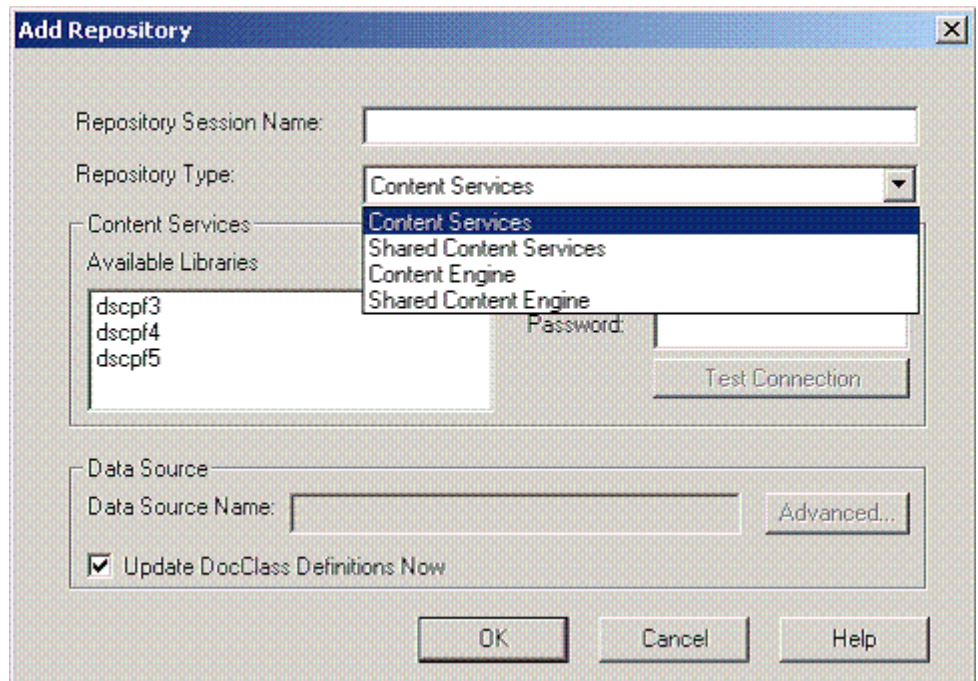 Add Repository
Repository Session Name:
Repository Type:
Content Services
Content Services
Shared Content Services
Content Engine
Shared Content Engine
Content Services
Available Libraries
dscpf3
dscpf4
dscpf5
Password:
Test Connection
Data Source
Data Source Name:
Advanced...
Update DocClass Definitions Now
OK
Cancel
Help